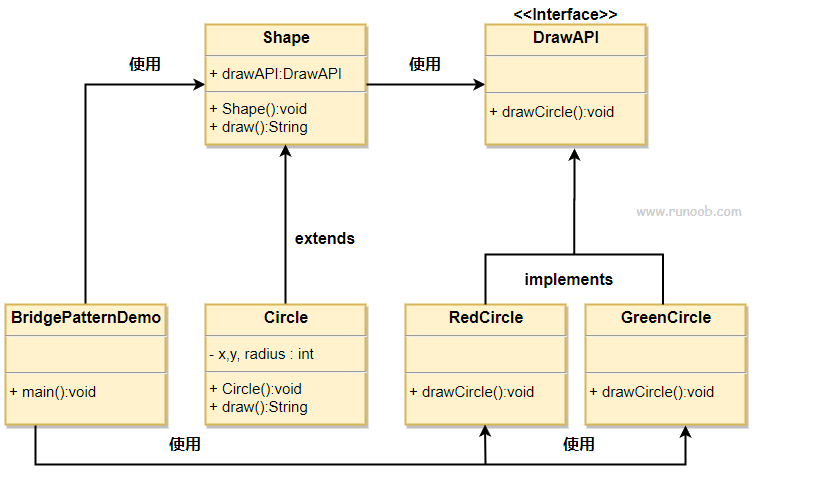 <<Interface>>
Shape
DrawAPI
使用
+ drawAPI:DrawAPI
使用
+ Shape():void
+ draw():String
+ drawCircle():void
www.runoob.com
extends
implements
BridgePatternDemo
Circle
RedCircle
GreenCircle
- x,y, radius : int
+ main():void
+ Circle():void
+ draw():String
+ drawCircle():void
+ drawCircle():void
使用
使用